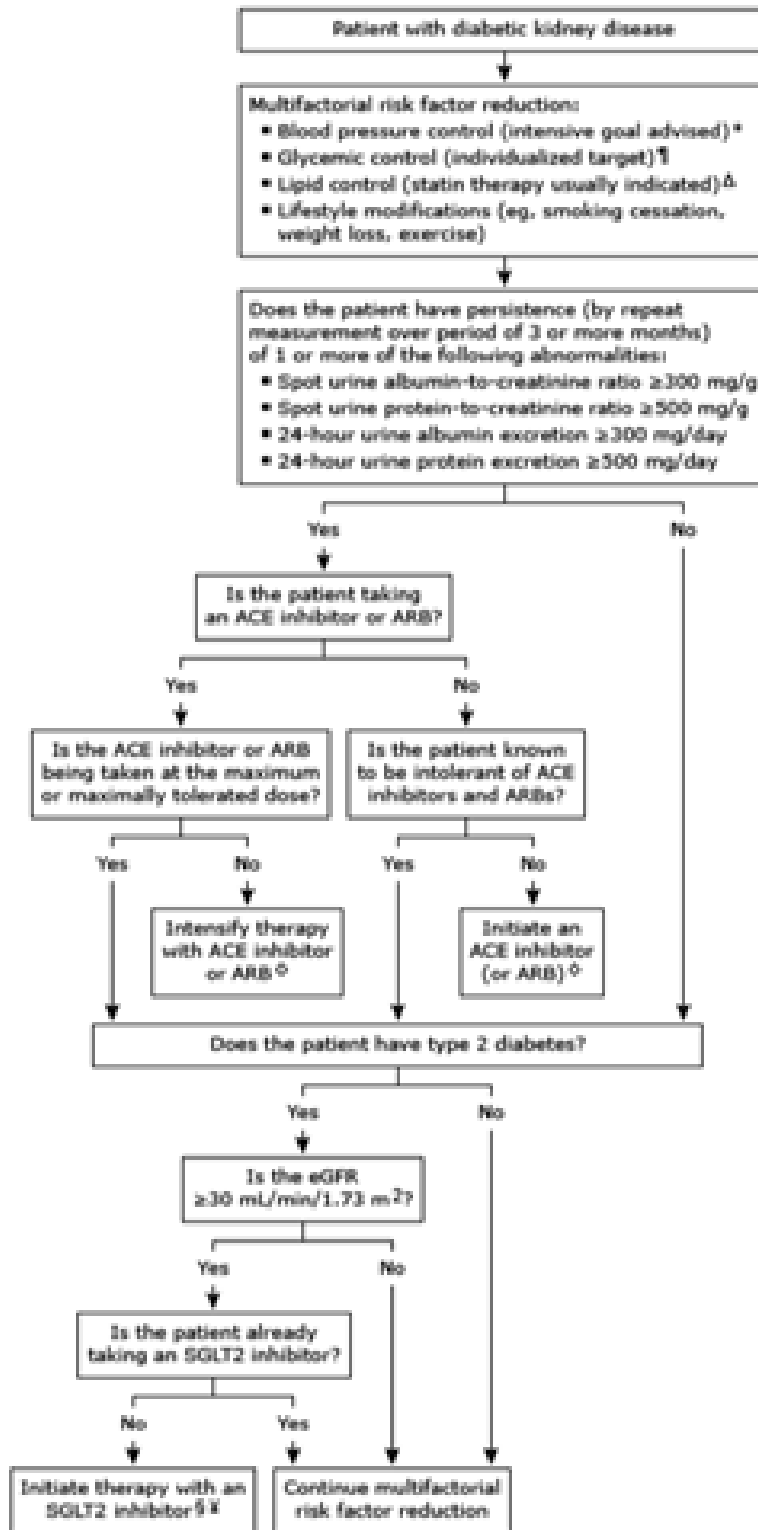 Patient with diabetic kidney disease
Multifactorial risk factor reduction:
▪ Blood pressure control (intensive goal advised)*
▪ Glycemic control (individualized target)¶
▪ Lipid control (statin therapy usually indicated)Δ
▪ Lifestyle modifications (eg, smoking cessation,
weight loss, exercise)
Does the patient have persistence (by repeat
measurement over period of 3 or more months)
of 1 or more of the following abnormalities:
▪ Spot urine albumin-to-creatinine ratio ≥300 mg/g
▪ Spot urine protein-to-creatinine ratio ≥500 mg/g
▪ 24-hour urine albumin excretion ≥300 mg/day
▪ 24-hour urine protein excretion ≥500 mg/day
Yes
No
Is the patient taking
an ACE inhibitor or ARB?
Yes
No
Is the ACE inhibitor or ARB
being taken at the maximum
or maximally tolerated dose?
Is the patient known
to be intolerant of ACE
inhibitors and ARBs?
Yes
No
Yes
No
Intensify therapy
with ACE inhibitor
or ARB◊
Initiate an
ACE inhibitor
(or ARB)◊
Does the patient have type 2 diabetes?
Yes
No
Is the eGFR
≥30 mL/min/1.73 m²?
Yes
No
Is the patient already
taking an SGLT2 inhibitor?
No
Yes
Initiate therapy with an
SGLT2 inhibitor§¥
Continue multifactorial
risk factor reduction